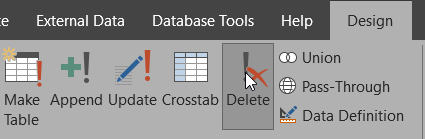 External Data Database Tools Help Design
Make Table Append Update Crosstab Delete
Union
Pass-Through
Data Definition